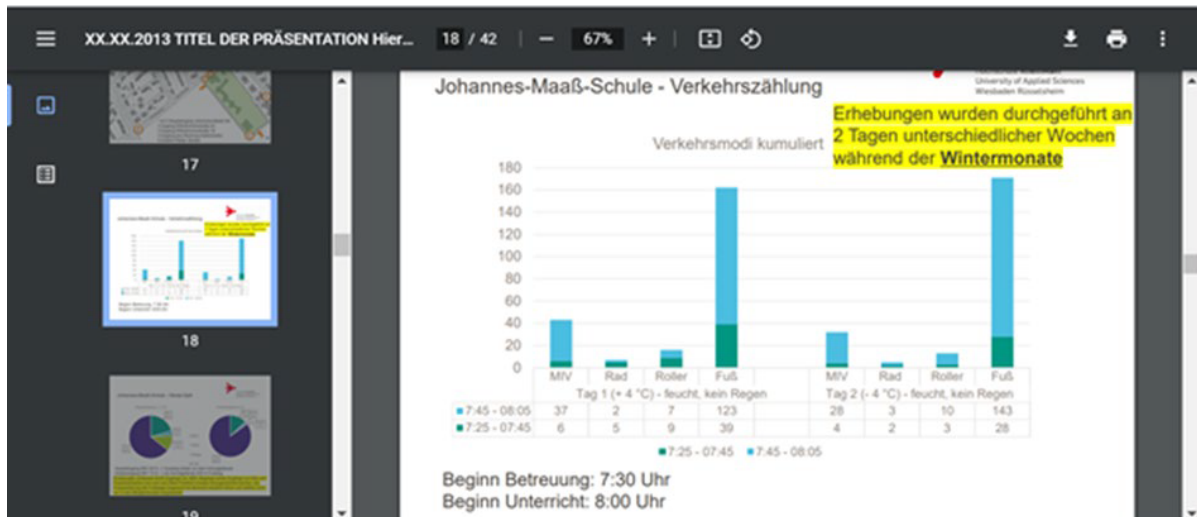 XX.XX.2013 TITEL DER PRÄSENTATION Hier... 18 / 42 67%
17
18
19
Johannes-Maaß-Schule - Verkehrszählung
University of Applied Sciences
Wiesbaden Rüsselsheim
Erhebungen wurden durchgeführt an
2 Tagen unterschiedlicher Wochen
während der Wintermonate
Verkehrsmodi kumuliert
180
160
140
120
100
80
60
40
20
0
MIV Rad Roller Fuß MIV Rad Roller Fuß
Tag 1 (+ 4 °C) - feucht, kein Regen Tag 2 (- 4 °C) - feucht, kein Regen
7:45 - 08:05 37 2 7 123 28 3 10 143
7:25 - 07:45 6 5 9 39 4 2 3 28
7:25 - 07:45 7:45 - 08:05
Beginn Betreuung: 7:30 Uhr
Beginn Unterricht: 8:00 Uhr